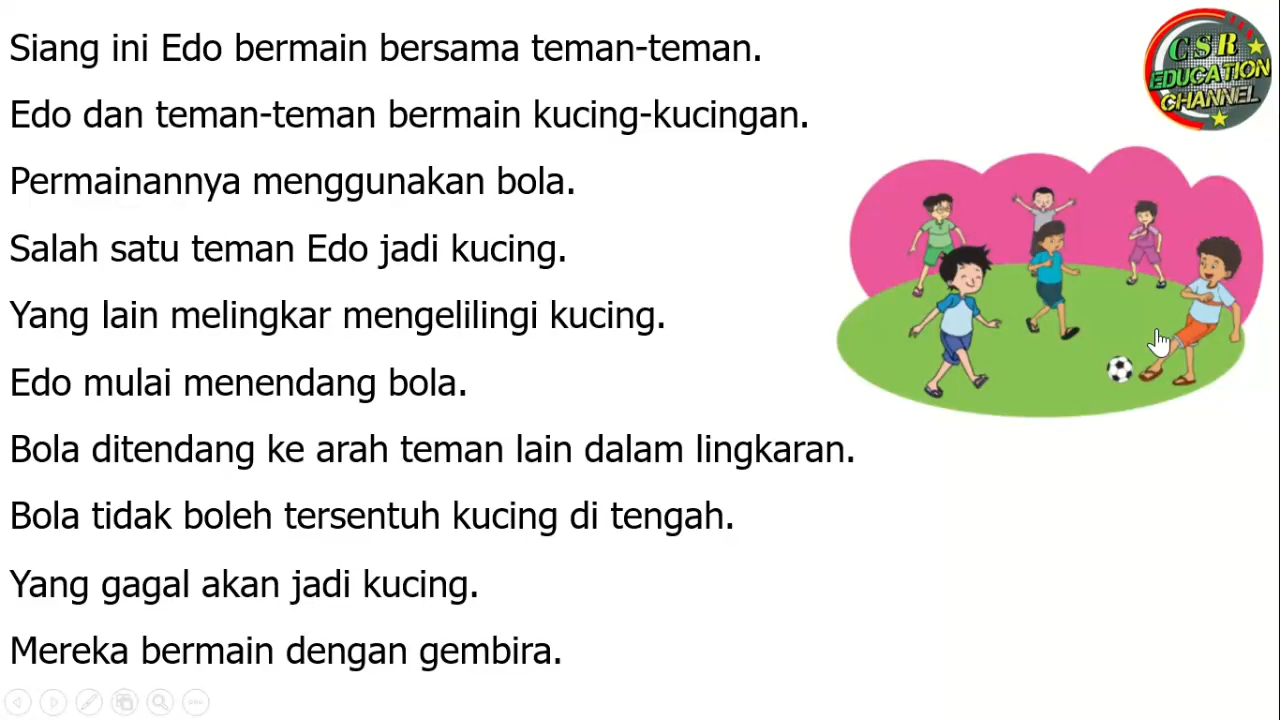 Siang ini Edo bermain bersama teman-teman.
Edo dan teman-teman bermain kucing-kucingan.
Permainannya menggunakan bola.
Salah satu teman Edo jadi kucing.
Yang lain melingkar mengelilingi kucing.
Edo mulai menendang bola.
Bola ditendang ke arah teman lain dalam lingkaran.
Bola tidak boleh tersentuh kucing di tengah.
Yang gagal akan jadi kucing.
Mereka bermain dengan gembira.
CSR
EDUCATION
CHANNEL